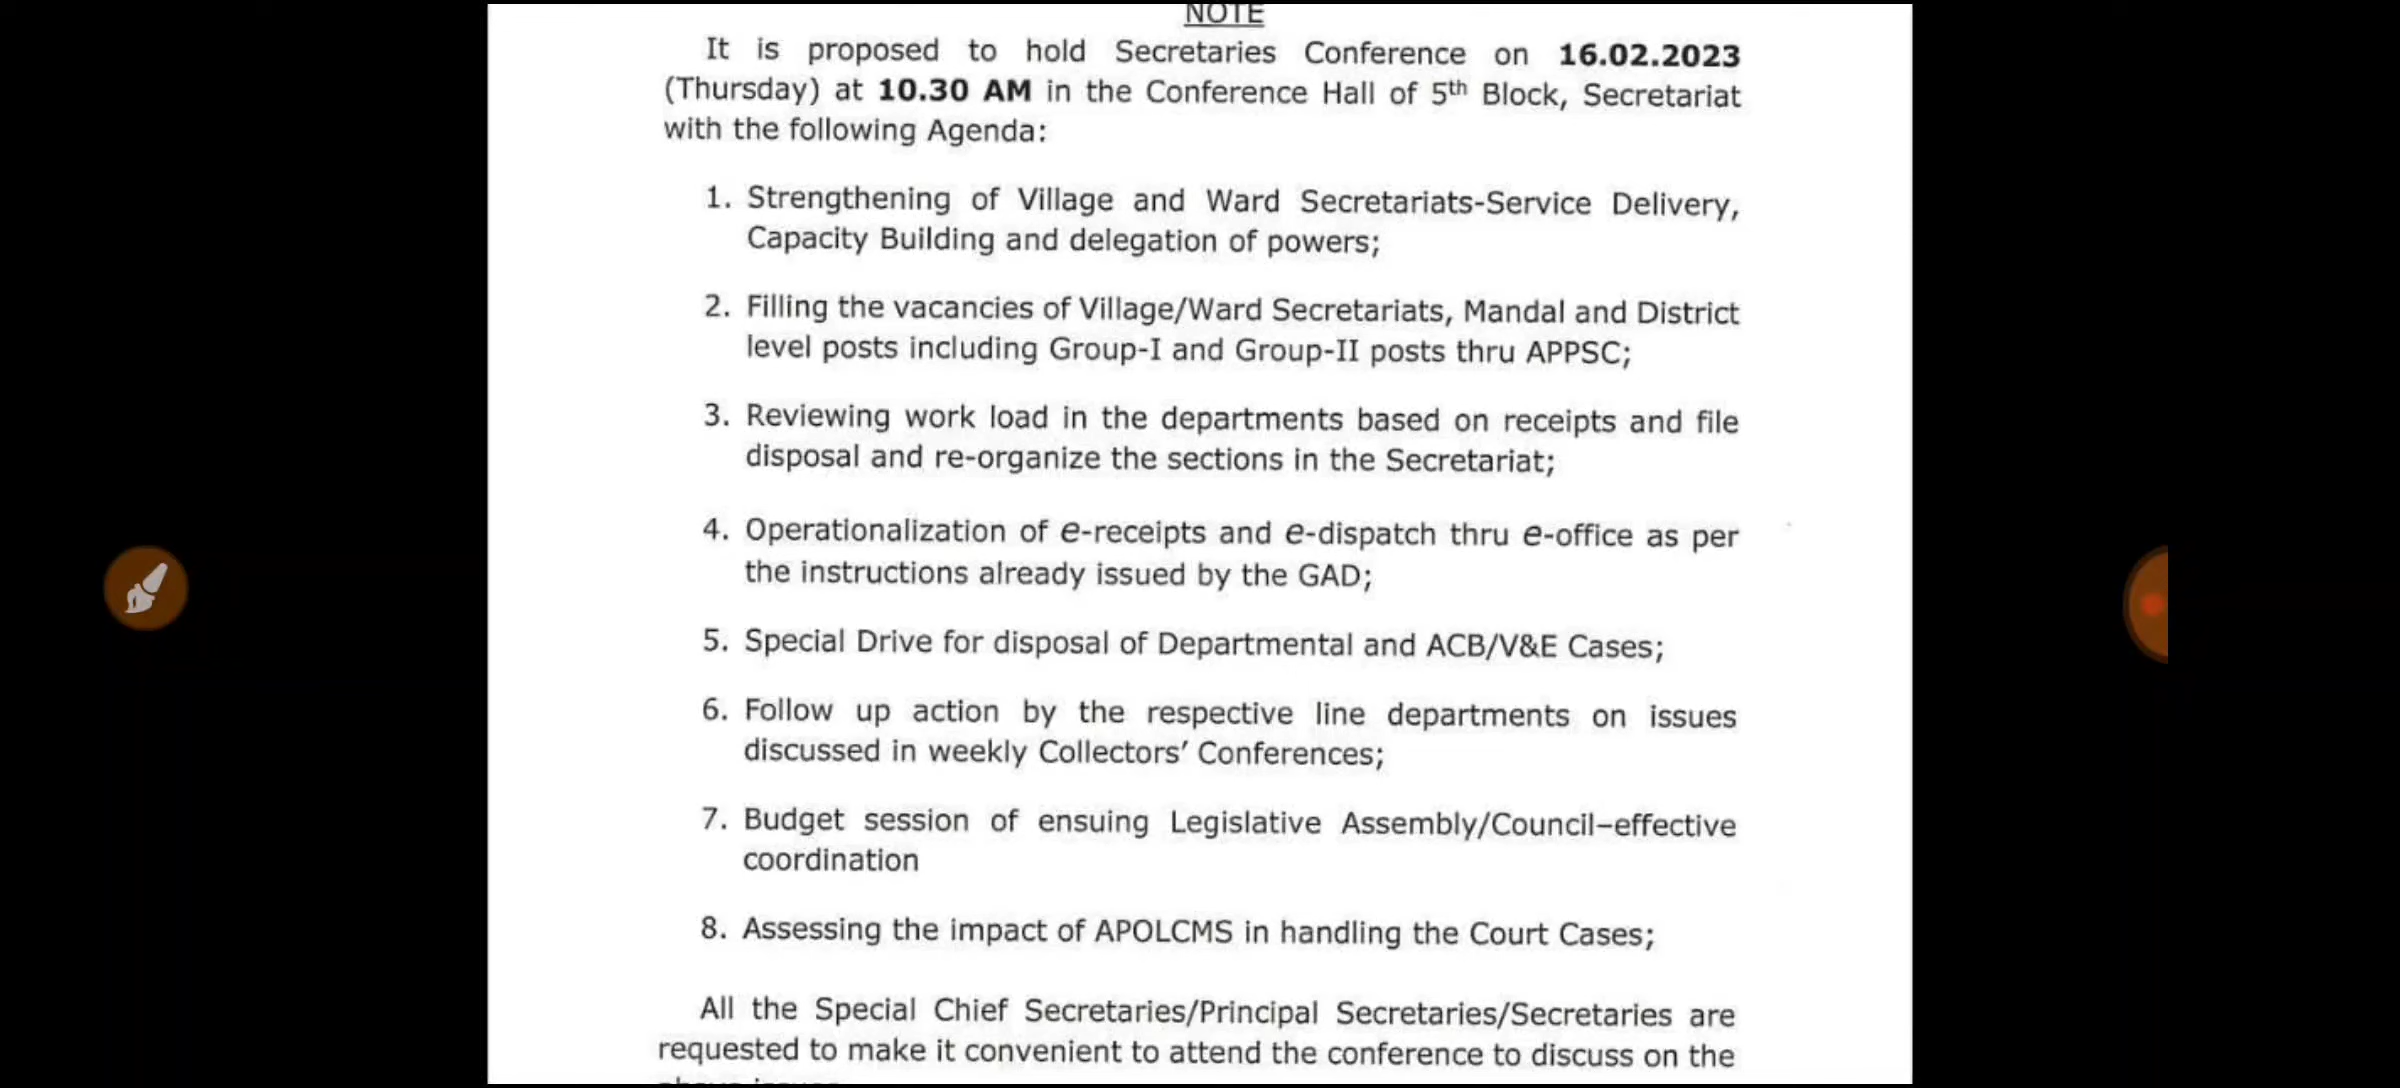 NOTE
It is proposed to hold Secretaries Conference on 16.02.2023
(Thursday) at 10.30 AM in the Conference Hall of 5th Block, Secretariat
with the following Agenda:
1. Strengthening of Village and Ward Secretariats-Service Delivery,
Capacity Building and delegation of powers;
2. Filling the vacancies of Village/Ward Secretariats, Mandal and District
level posts including Group-I and Group-II posts thru APPSC;
3. Reviewing work load in the departments based on receipts and file
disposal and re-organize the sections in the Secretariat;
4. Operationalization of e-receipts and e-dispatch thru e-office as per
the instructions already issued by the GAD;
5. Special Drive for disposal of Departmental and ACB/V&E Cases;
6. Follow up action by the respective line departments on issues
discussed in weekly Collectors' Conferences;
7. Budget session of ensuing Legislative Assembly/Council–effective
coordination
8. Assessing the impact of APOLCMS in handling the Court Cases;
All the Special Chief Secretaries/Principal Secretaries/Secretaries are
requested to make it convenient to attend the conference to discuss on the